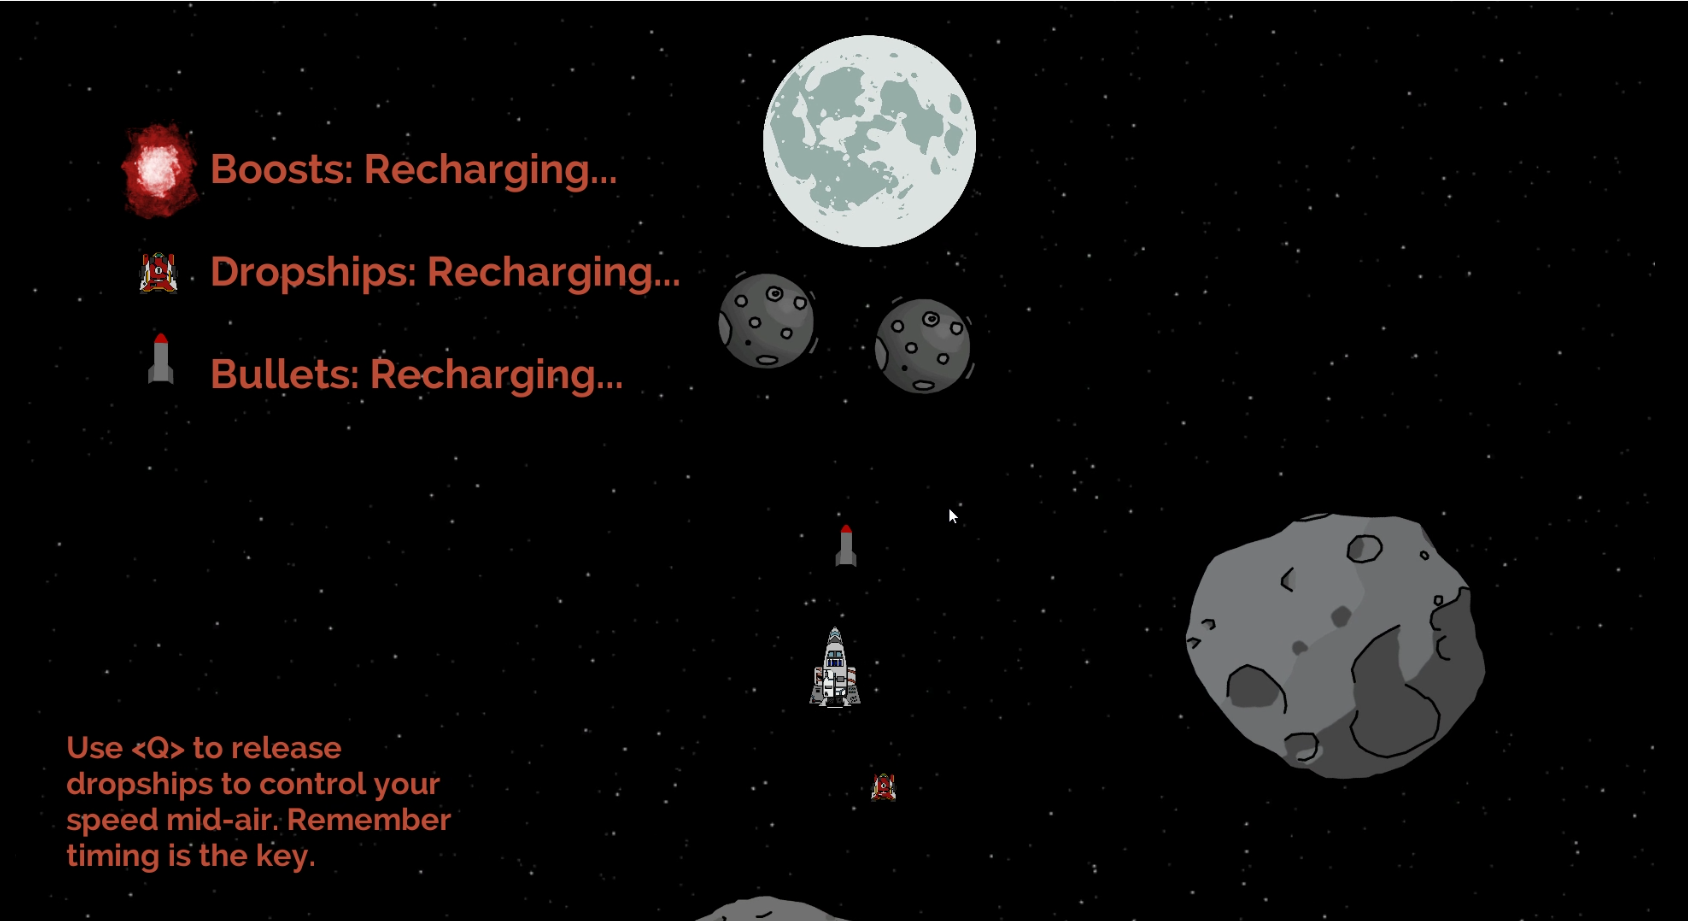 Boosts: Recharging...
Dropships: Recharging...
Bullets: Recharging...
Use <Q> to release
dropships to control your
speed mid-air. Remember
timing is the key.